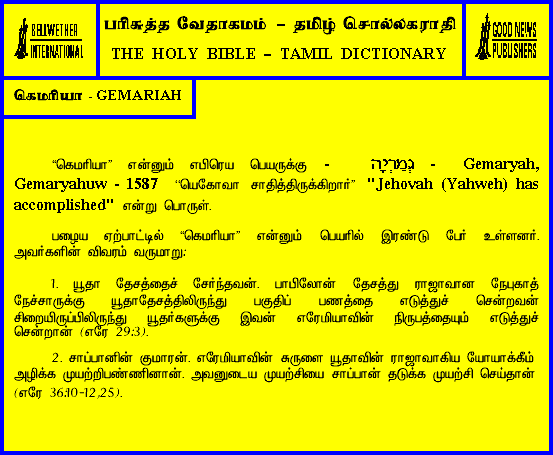 BELLWETHER
INTERNATIONAL
பரிசுத்த வேதாகமம் – தமிழ் சொல்லகராதி
THE HOLY BIBLE – TAMIL DICTIONARY
GOOD NEWS
PUBLISHERS
கெமரியா - GEMARIAH
“கெமரியா” என்னும் எபிரெய பெயருக்கு - גְּמַרְיָה - Gemaryah,
Gemaryahuw - 1587 “யெகோவா சாதித்திருக்கிறார்” "Jehovah (Yahweh) has
accomplished" என்று பொருள்.
பழைய ஏற்பாட்டில் “கெமரியா” என்னும் பெயரில் இரண்டு பேர் உள்ளனர்.
அவர்களின் விவரம் வருமாறு:
1. யூதா தேசத்தைச் சேர்ந்தவன். பாபிலோன் தேசத்து ராஜாவான நேபுகாத்
நேச்சாருக்கு யூதாதேசத்திலிருந்து பகுதிப் பணத்தை எடுத்துச் சென்றவன்
சிறையிருப்பிலிருந்து யூதர்களுக்கு இவன் எரேமியாவின் நிருபத்தையும் எடுத்துச்
சென்றான் (எரே 29:3).
2. சாப்பானின் குமாரன். எரேமியாவின் சுருளை யூதாவின் ராஜாவாகிய யோயாக்கீம்
அழிக்க முயற்றிபண்ணினான். அவனுடைய முயற்சியை சாப்பான் தடுக்க முயற்சி செய்தான்
(எரே 36:10-12,25).